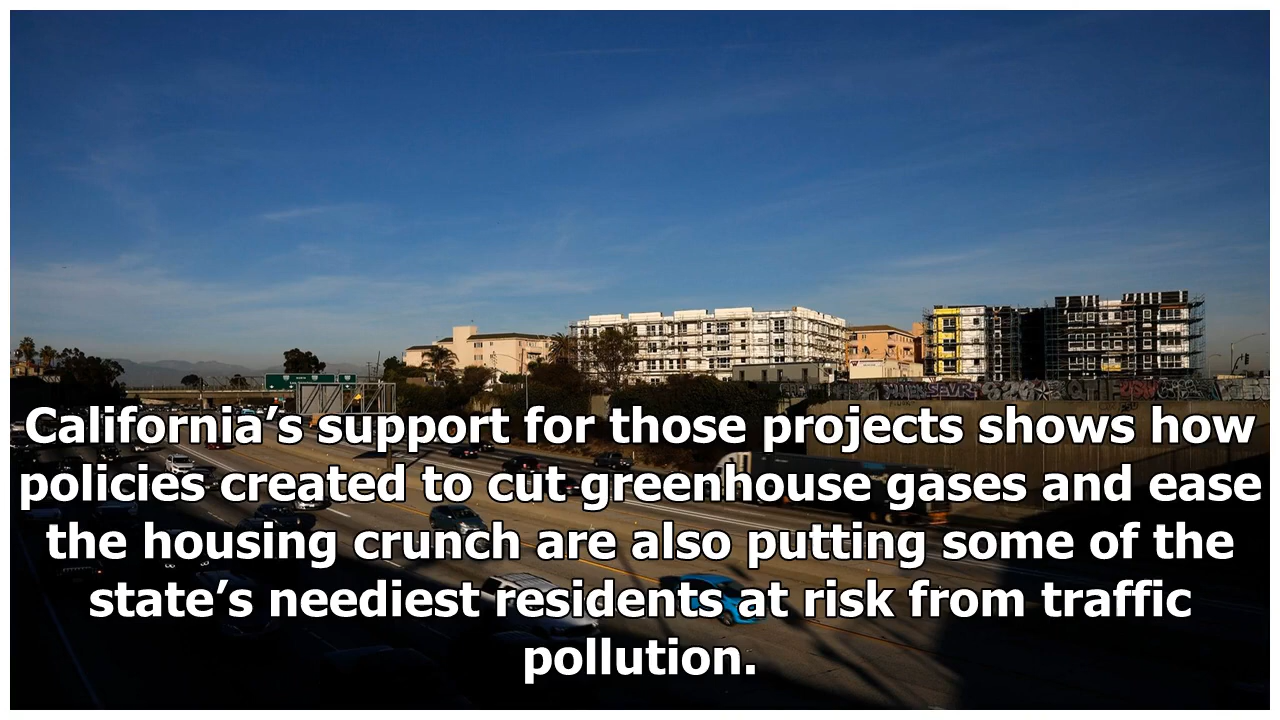 California’s support for those projects shows how
policies created to cut greenhouse gases and ease
the housing crunch are also putting some of the
state’s neediest residents at risk from traffic
pollution.